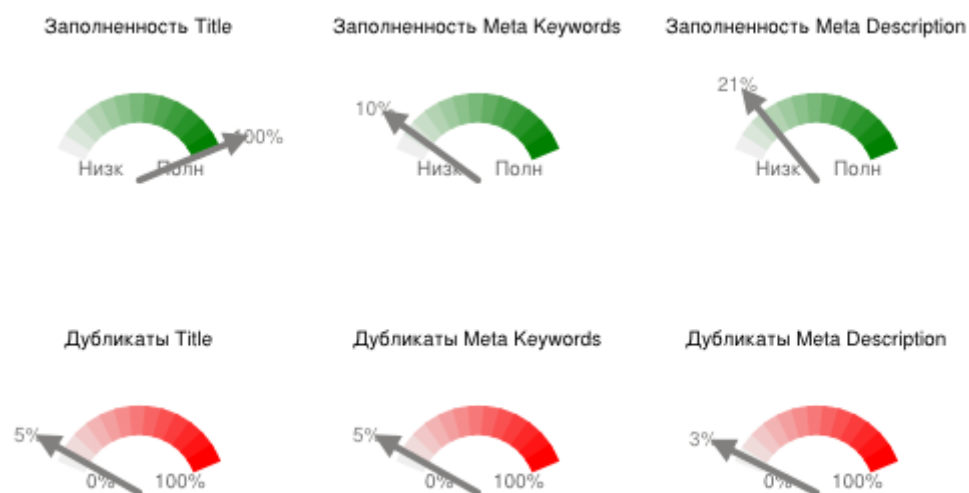 Заполненность Title
Заполненность Meta Keywords
Заполненность Meta Description
100%
10%
21%
Низк Полн
Низк Полн
Низк Полн
Дубликаты Title
Дубликаты Meta Keywords
Дубликаты Meta Description
5%
5%
3%
0% 100%
0% 100%
0% 100%